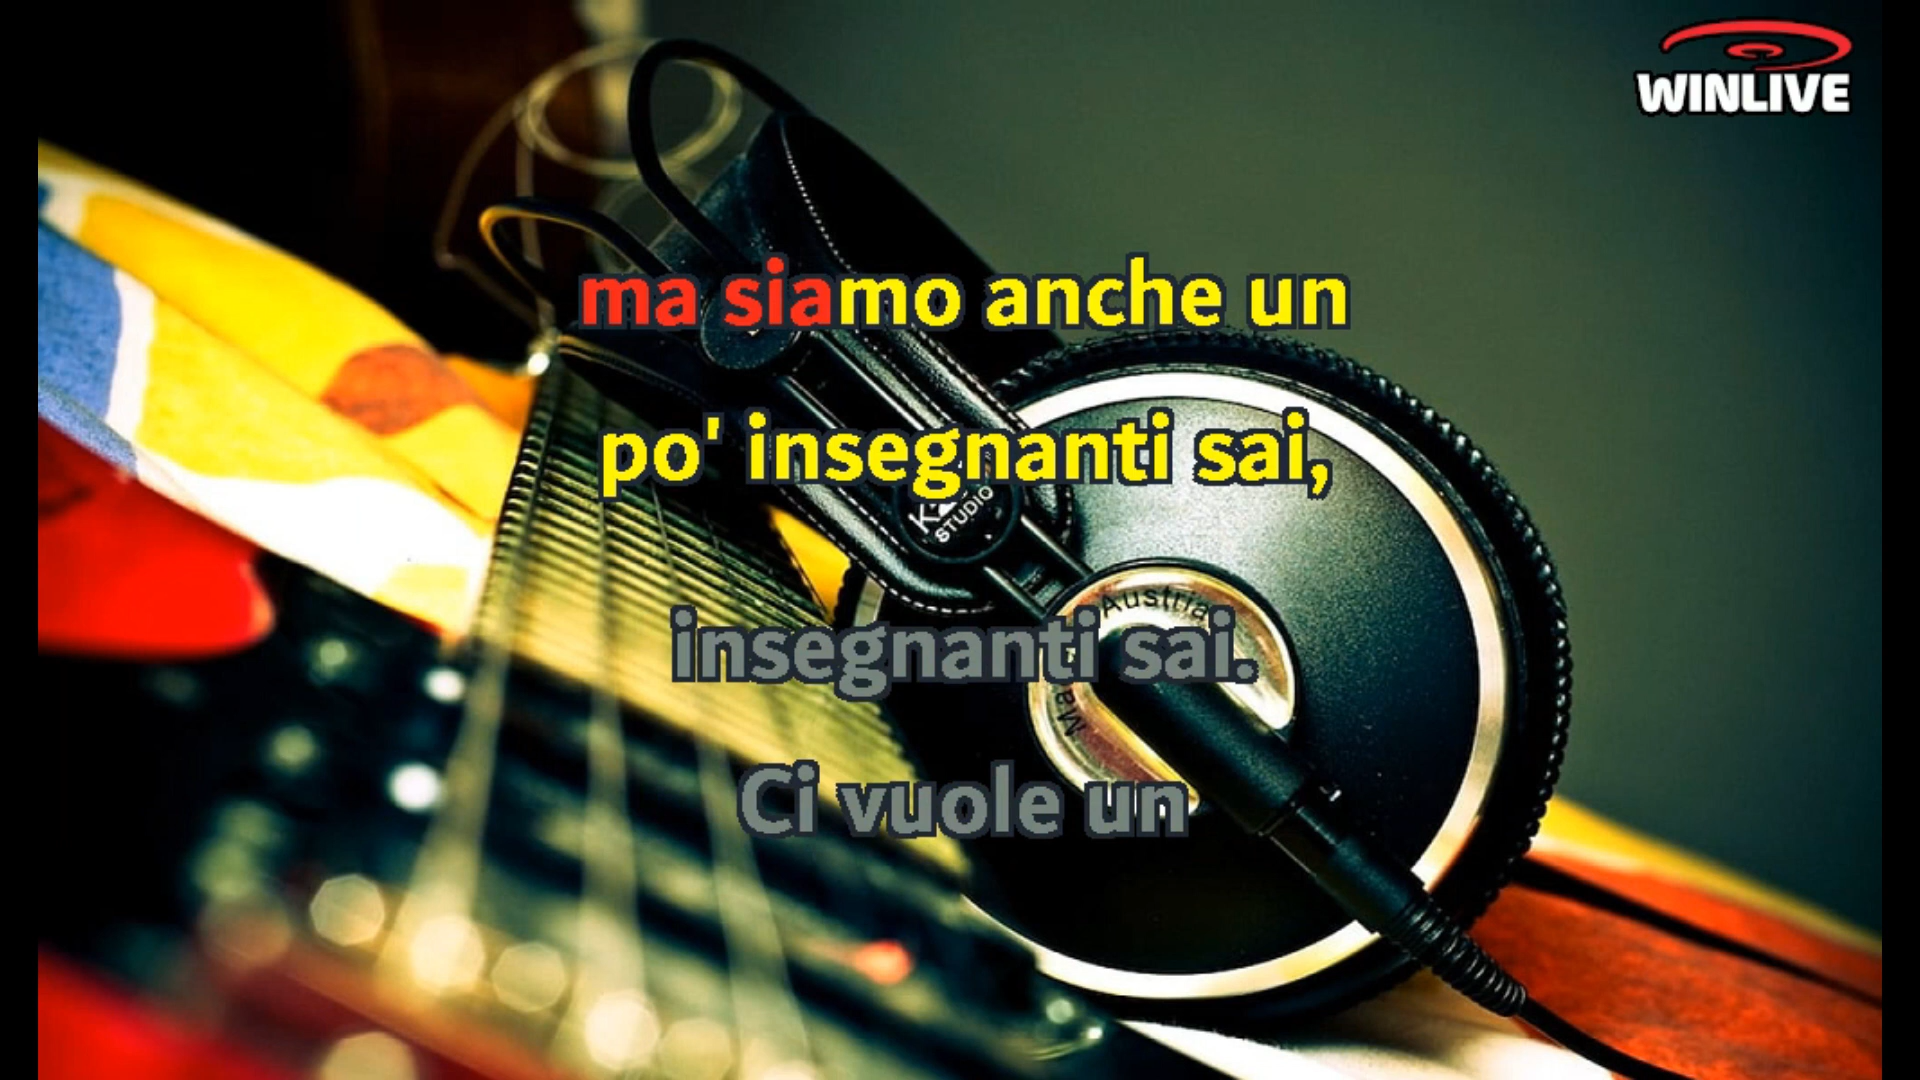 WINLIVE
ma siamo anche un
po' insegnanti sai,
STUDIO
Austria
insegnanti sai.
Ci vuole un